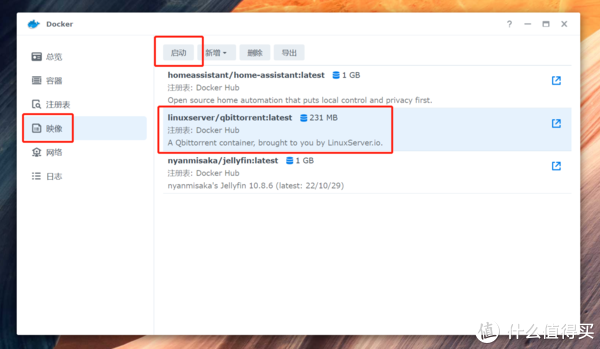 Docker
总览
容器
注册表
映像
网络
日志
启动 新增 删除 导出
homeassistant/home-assistant:latest 1 GB
注册表: Docker Hub
Open source home automation that puts local control and privacy first.
linuxserver/qbittorrent:latest 231 MB
注册表: Docker Hub
A Qbittorrent container, brought to you by LinuxServer.io.
nyanmisaka/jellyfin:latest 1 GB
注册表: Docker Hub
nyanmisaka's Jellyfin 10.8.6 (latest: 22/10/29)
值 什么值得买